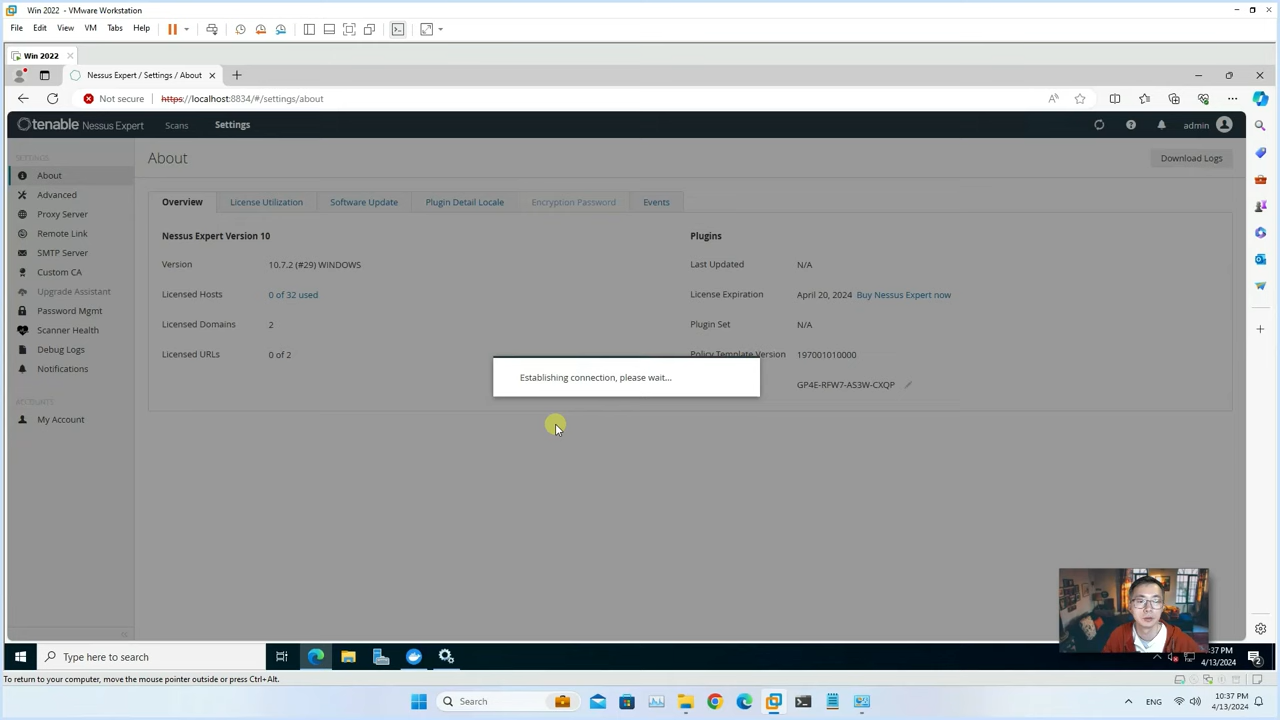 Win 2022 - VMware Workstation
File Edit View VM Tabs Help
Win 2022
Nessus Expert / Settings / About
Not secure https://localhost:8834/#/settings/about
tenable Nessus Expert Scans Settings admin
SETTINGS
About
Advanced
Proxy Server
Remote Link
SMTP Server
Custom CA
Upgrade Assistant
Password Mgmt
Scanner Health
Debug Logs
Notifications
ACCOUNTS
My Account
About Download Logs
Overview License Utilization Software Update Plugin Detail Locale Encryption Password Events
Nessus Expert Version 10
Version 10.7.2 (#29) WINDOWS
Licensed Hosts 0 of 32 used
Licensed Domains 2
Licensed URLs 0 of 2
Plugins
Last Updated N/A
License Expiration April 20, 2024 Buy Nessus Expert now
Plugin Set N/A
Policy Template Version 197001010000
GP4E-RFW7-AS3W-CXQP
Establishing connection, please wait...
Type here to search
:37 PM
4/13/2024
2
To return to your computer, move the mouse pointer outside or press Ctrl+Alt.
Search
ENG
10:37 PM
4/13/2024